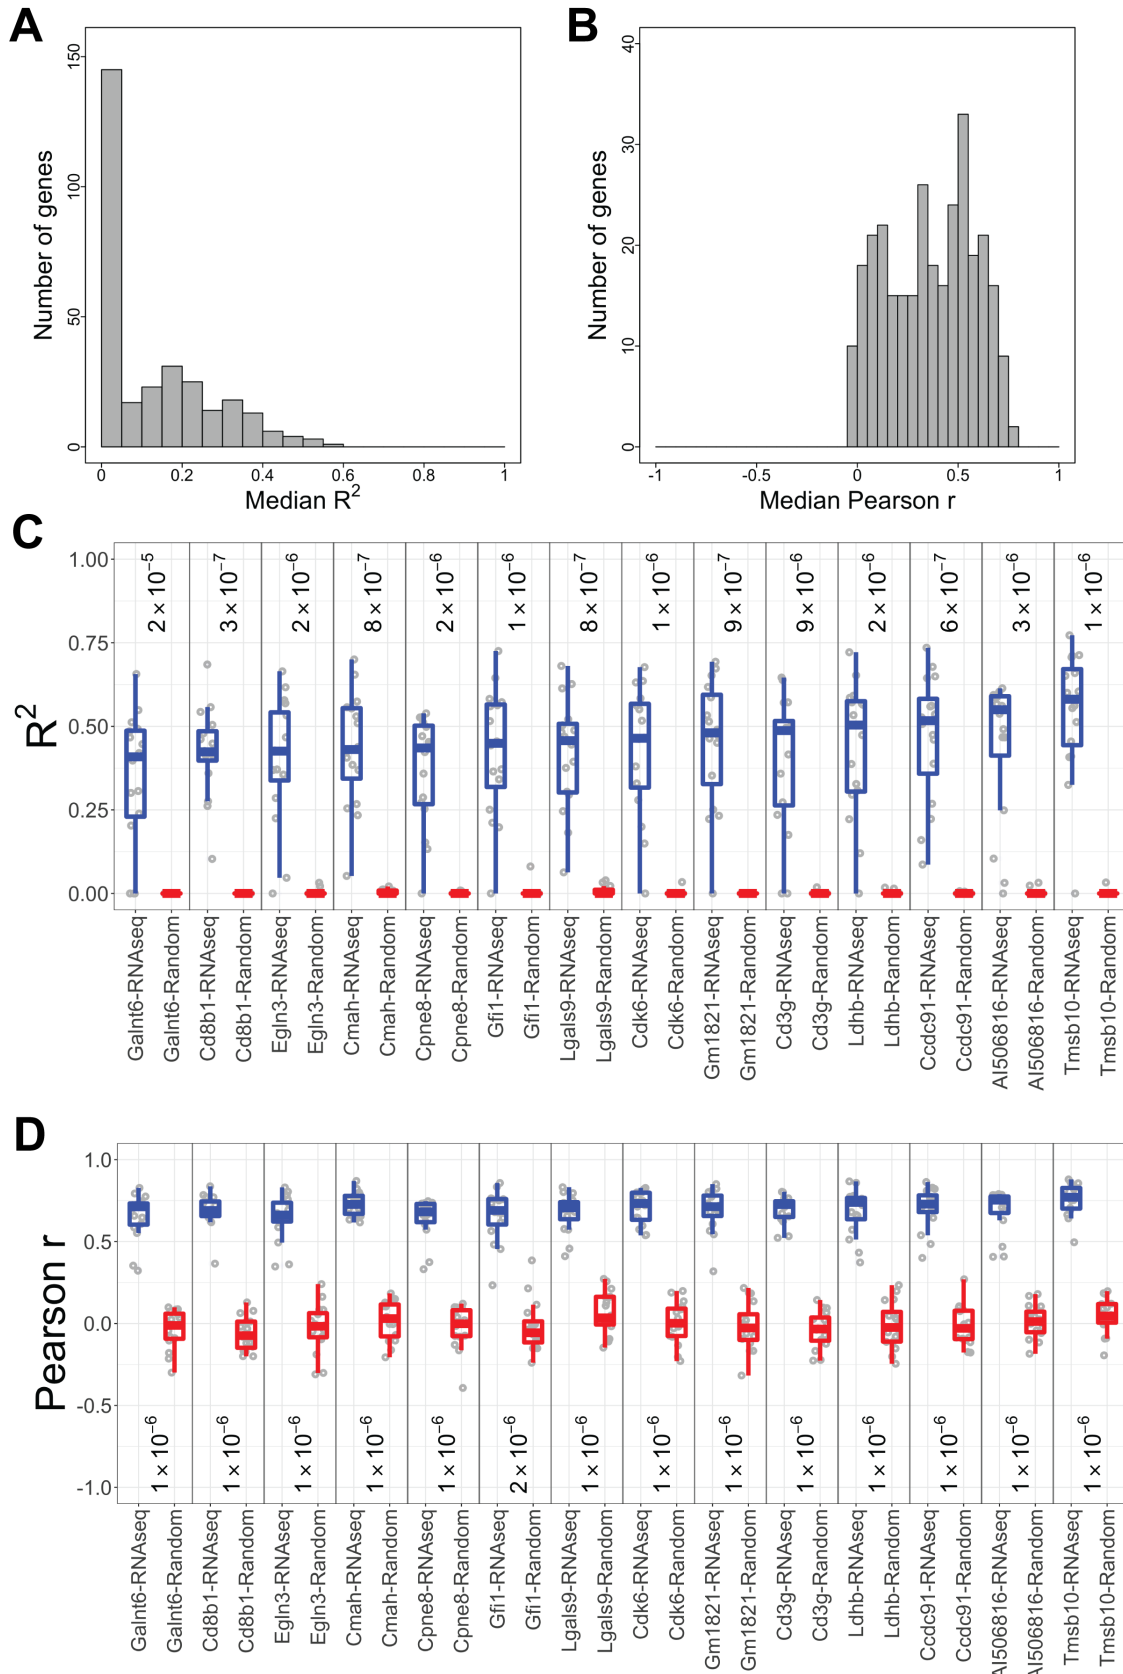 A
Number of genes
150
100
50
0
0
0.2
0.4
0.6
0.8
1
Median R²
B
Number of genes
40
30
20
10
0
-1
-0.5
0
0.5
1
Median Pearson r
C
R²
1.00
0.75
0.50
0.25
0.00
2 × 10⁻⁵
3 × 10⁻⁷
2 × 10⁻⁶
8 × 10⁻⁷
2 × 10⁻⁶
1 × 10⁻⁶
8 × 10⁻⁷
1 × 10⁻⁶
9 × 10⁻⁷
9 × 10⁻⁶
2 × 10⁻⁶
6 × 10⁻⁷
3 × 10⁻⁶
1 × 10⁻⁶
Galnt6-RNAseq
Galnt6-Random
Cd8b1-RNAseq
Cd8b1-Random
Egln3-RNAseq
Egln3-Random
Cmah-RNAseq
Cmah-Random
Cpne8-RNAseq
Cpne8-Random
Gfi1-RNAseq
Gfi1-Random
Lgals9-RNAseq
Lgals9-Random
Cdk6-RNAseq
Cdk6-Random
Gm1821-RNAseq
Gm1821-Random
Cd3g-RNAseq
Cd3g-Random
Ldhb-RNAseq
Ldhb-Random
Ccdc91-RNAseq
Ccdc91-Random
AI506816-RNAseq
AI506816-Random
Tmsb10-RNAseq
Tmsb10-Random
D
Pearson r
1.0
0.5
0.0
-0.5
-1.0
1 × 10⁻⁶
1 × 10⁻⁶
1 × 10⁻⁶
1 × 10⁻⁶
1 × 10⁻⁶
2 × 10⁻⁶
1 × 10⁻⁶
1 × 10⁻⁶
1 × 10⁻⁶
1 × 10⁻⁶
1 × 10⁻⁶
1 × 10⁻⁶
1 × 10⁻⁶
1 × 10⁻⁶
Galnt6-RNAseq
Galnt6-Random
Cd8b1-RNAseq
Cd8b1-Random
Egln3-RNAseq
Egln3-Random
Cmah-RNAseq
Cmah-Random
Cpne8-RNAseq
Cpne8-Random
Gfi1-RNAseq
Gfi1-Random
Lgals9-RNAseq
Lgals9-Random
Cdk6-RNAseq
Cdk6-Random
Gm1821-RNAseq
Gm1821-Random
Cd3g-RNAseq
Cd3g-Random
Ldhb-RNAseq
Ldhb-Random
Ccdc91-RNAseq
Ccdc91-Random
AI506816-RNAseq
AI506816-Random
Tmsb10-RNAseq
Tmsb10-Random